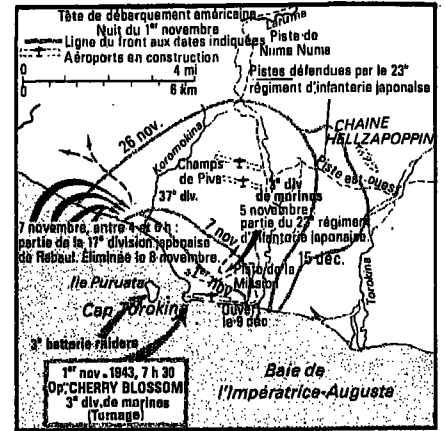 Tête de débarquement américaine
Nuit du 1er novembre
Ligne du front aux dates indiquées
Aéroports en construction
0 4 mi
0 6 km
Laruma
Piste de
Numa Numa
Pistes défendues par le 23e
régiment d'infanterie japonaise
CHAINE
HELLZAPOPPIN
26 nov.
Koromokina
Champs
de Piva
37e div.
Piste est-ouest
3e div
de marines
5 novembre
partie du 23e régiment
d'infanterie japonaise.
7 novembre, entre 4 et 6 h :
partie de la 17e division japonaise
de Rabaul. Éliminée le 8 novembre.
7 nov.
15 déc.
1er nov.
Piste de la
Mission
Torokina
Ile Puruata
Cap Torokina
Ouvert
le 9 déc
3e batterie raiders
1er nov. 1943, 7 h 30
Op. CHERRY BLOSSOM
3e div. de marines
(Turnage)
Baie de
l'Impératrice-Augusta